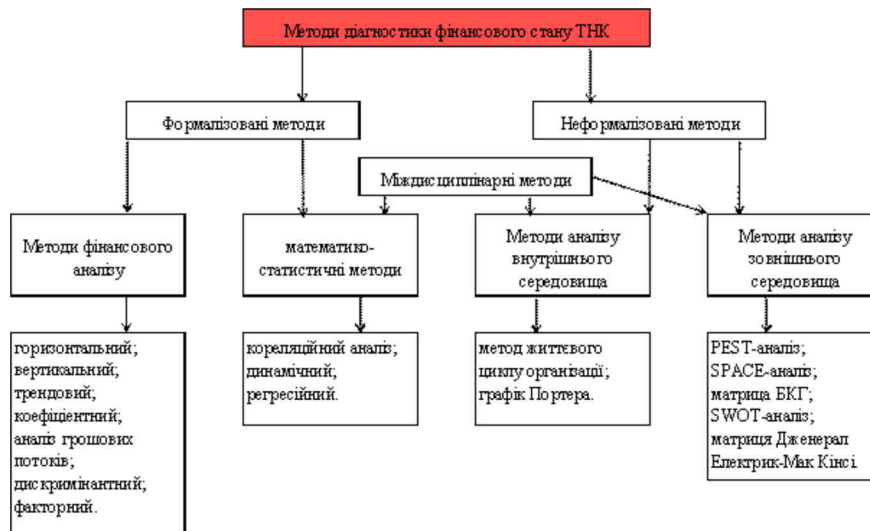 Методи діагностики фінансового стану ТНК
Формалізовані методи
Неформалізовані методи
Міждисциплінарні методи
Методи фінансового
аналізу
математико-
статистичні методи
Методи аналізу
внутрішнього
середовища
Методи аналізу
зовнішнього
середовища
горизонтальний;
вертикальний;
трендовий;
коефіцієнтний;
аналіз грошових
потоків;
дискримінантний;
факторний.
кореляційний аналіз;
динамічний;
регресійний.
метод життєвого
циклу організації;
графік Портера.
PEST-аналіз;
SPACE-аналіз;
матрица БКГ;
SWOT-аналіз;
матриця Дженерал
Електрик-Мак Кінсі.